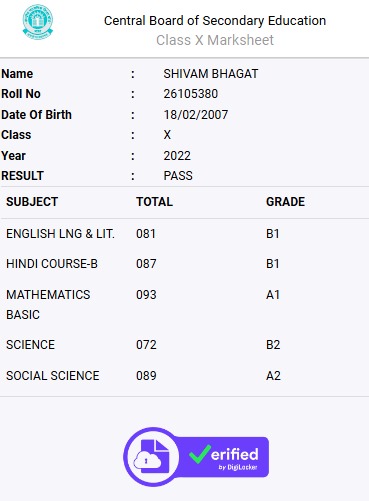 Central Board of Secondary Education
Class X Marksheet
Name : SHIVAM BHAGAT
Roll No : 26105380
Date Of Birth : 18/02/2007
Class : X
Year : 2022
RESULT : PASS
SUBJECT TOTAL GRADE
ENGLISH LNG & LIT. 081 B1
HINDI COURSE-B 087 B1
MATHEMATICS 093 A1
BASIC
SCIENCE 072 B2
SOCIAL SCIENCE 089 A2
Verified
by DigiLocker